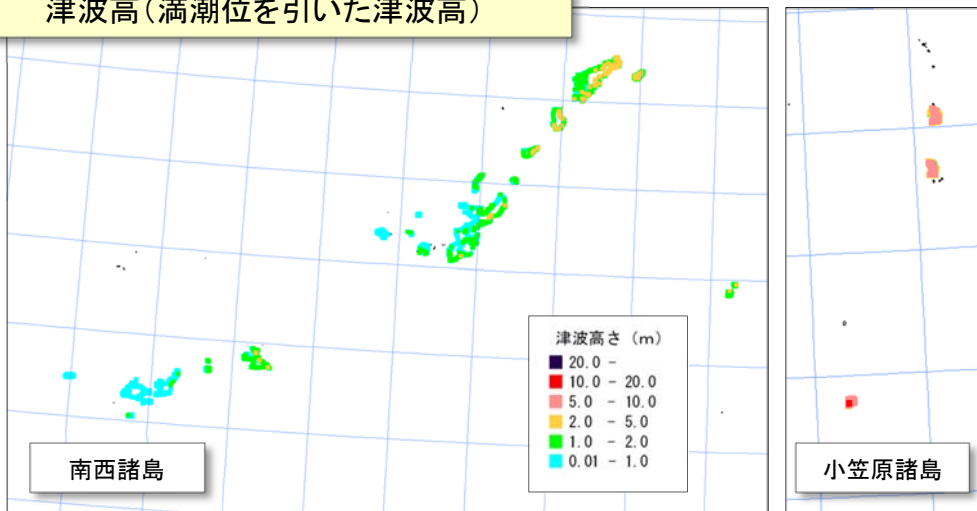 津波高(満潮位を引いた津波高)
津波高さ (m)
20.0 -
10.0 - 20.0
5.0 - 10.0
2.0 - 5.0
1.0 - 2.0
0.01 - 1.0
南西諸島
小笠原諸島